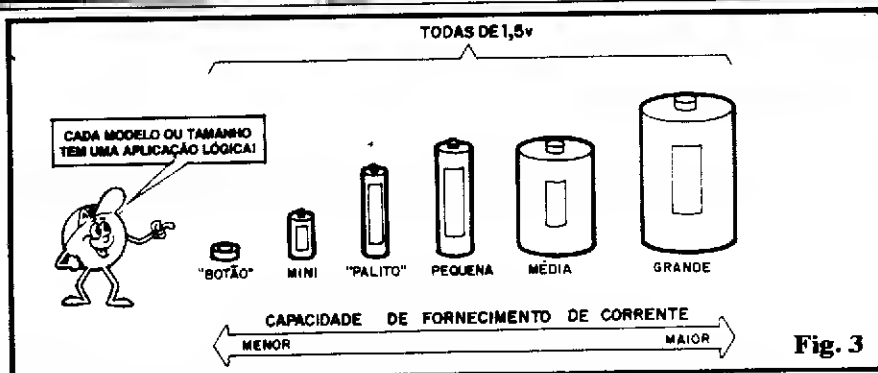 TODAS DE 1,5v
CADA MODELO OU TAMANHO
TEM UMA APLICAÇÃO LÓGICA!
"BOTÃO" MINI "PALITO" PEQUENA MÉDIA GRANDE
CAPACIDADE DE FORNECIMENTO DE CORRENTE
MENOR MAIOR
Fig. 3